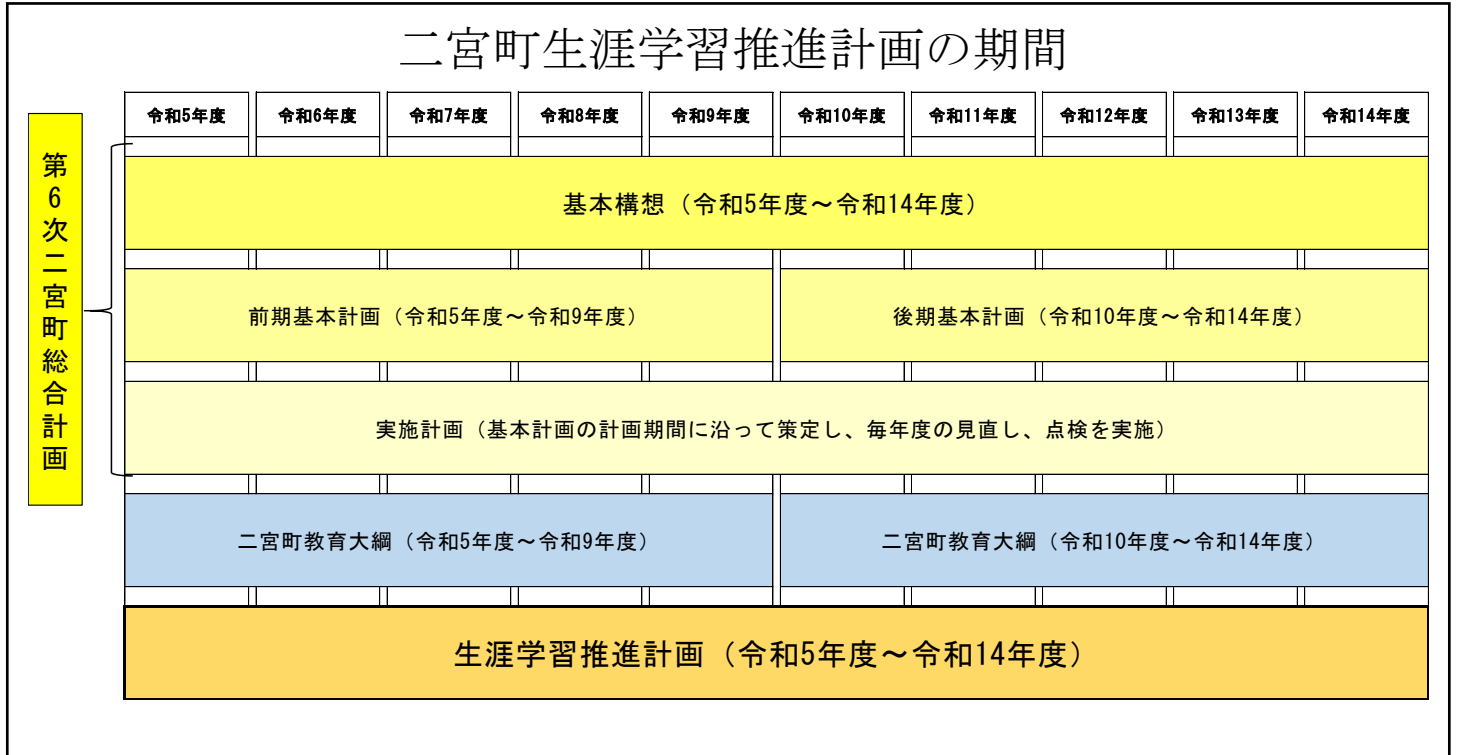 二宮町生涯学習推進計画の期間
令和5年度 令和6年度 令和7年度 令和8年度 令和9年度 令和10年度 令和11年度 令和12年度 令和13年度 令和14年度
第6次二宮町総合計画
基本構想（令和5年度～令和14年度）
前期基本計画（令和5年度～令和9年度） 後期基本計画（令和10年度～令和14年度）
実施計画（基本計画の計画期間に沿って策定し、毎年度の見直し、点検を実施）
二宮町教育大綱（令和5年度～令和9年度） 二宮町教育大綱（令和10年度～令和14年度）
生涯学習推進計画（令和5年度～令和14年度）